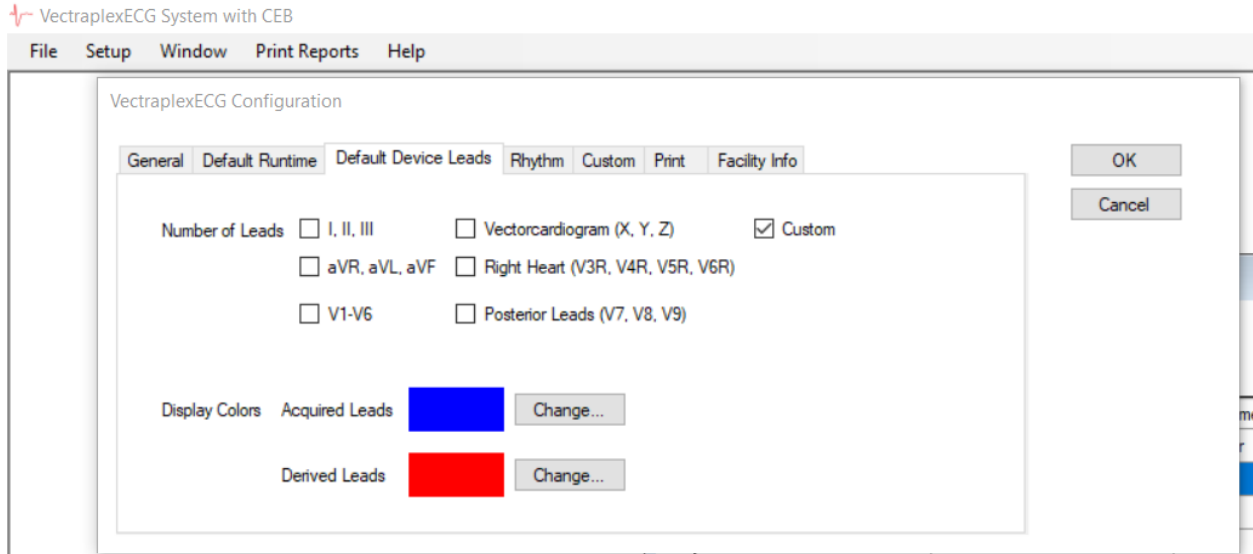 VectraplexECG System with CEB
File Setup Window Print Reports Help
VectraplexECG Configuration
General Default Runtime Default Device Leads Rhythm Custom Print Facility Info
OK
Cancel
Number of Leads I, II, III Vectorcardiogram (X, Y, Z) Custom
aVR, aVL, aVF Right Heart (V3R, V4R, V5R, V6R)
V1-V6 Posterior Leads (V7, V8, V9)
Display Colors Acquired Leads Change...
Derived Leads Change...